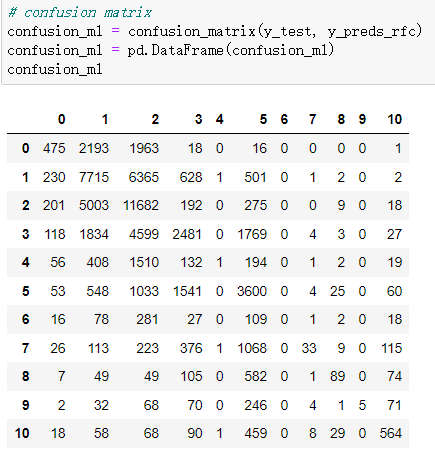 # confusion matrix
confusion_ml = confusion_matrix(y_test, y_preds_rfc)
confusion_ml = pd.DataFrame(confusion_ml)
confusion_ml
0 1 2 3 4 5 6 7 8 9 10
0 475 2193 1963 18 0 16 0 0 0 0 1
1 230 7715 6365 628 1 501 0 1 2 0 2
2 201 5003 11682 192 0 275 0 0 9 0 18
3 118 1834 4599 2481 0 1769 0 4 3 0 27
4 56 408 1510 132 1 194 0 1 2 0 19
5 53 548 1033 1541 0 3600 0 4 25 0 60
6 16 78 281 27 0 109 0 1 2 0 18
7 26 113 223 376 1 1068 0 33 9 0 115
8 7 49 49 105 0 582 0 1 89 0 74
9 2 32 68 70 0 246 0 4 1 5 71
10 18 58 68 90 1 459 0 8 29 0 564